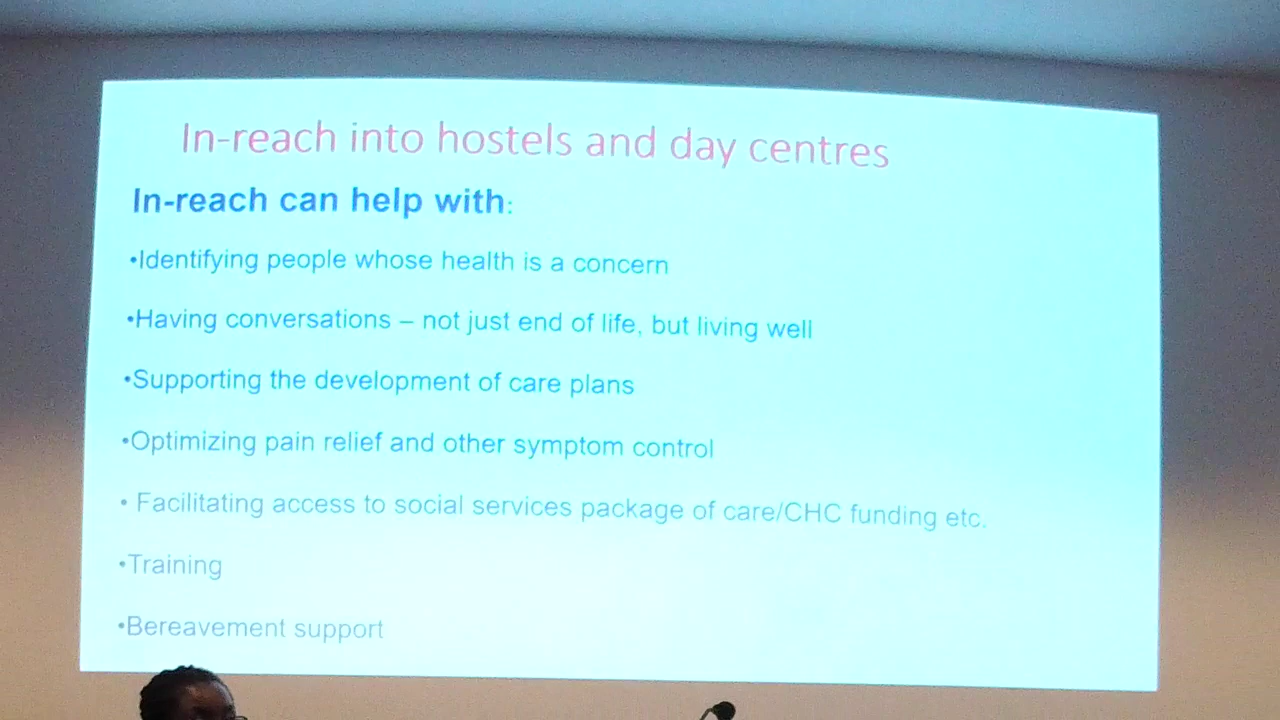 In-reach into hostels and day centres
In-reach can help with:
•Identifying people whose health is a concern
•Having conversations – not just end of life, but living well
•Supporting the development of care plans
•Optimizing pain relief and other symptom control
• Facilitating access to social services package of care/CHC funding etc.
•Training
•Bereavement support